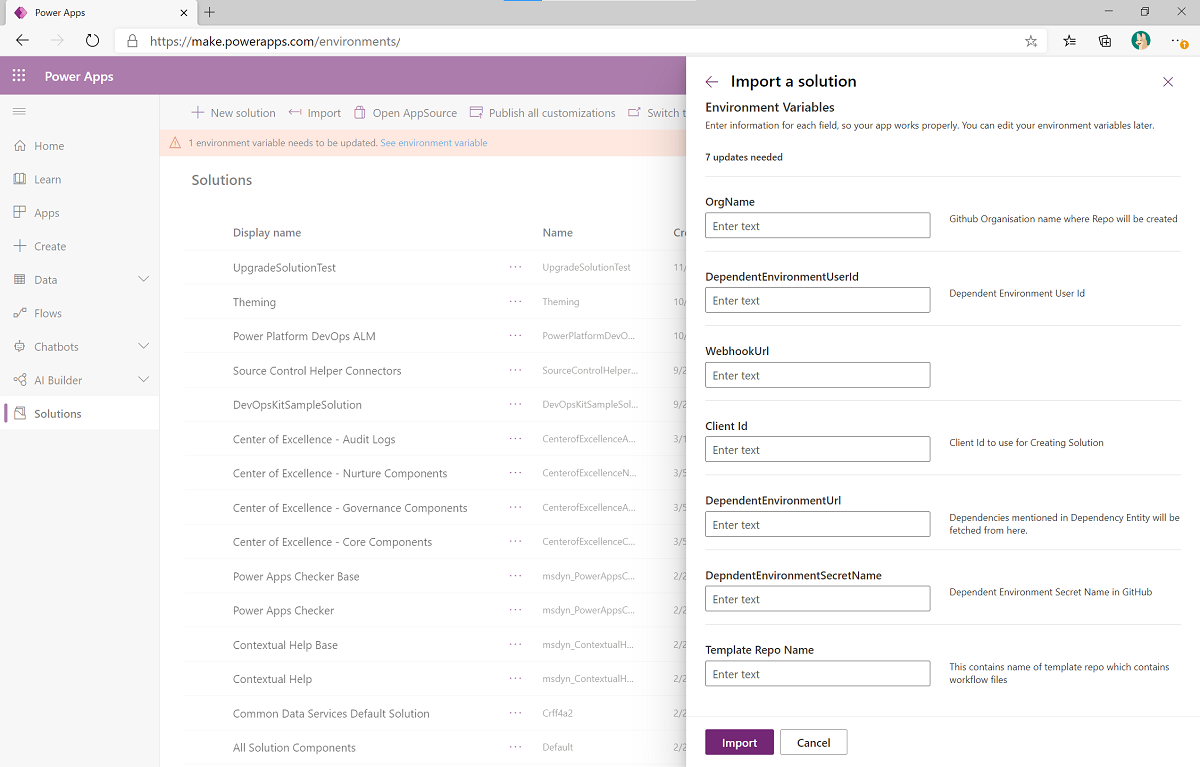 Power Apps
https://make.powerapps.com/environments/
Power Apps
New solution
Import
Open AppSource
Publish all customizations
Switch t
1 environment variable needs to be updated. See environment variable
Home
Learn
Apps
Create
Data
Flows
Chatbots
AI Builder
Solutions
Solutions
Display name Name Cr
UpgradeSolutionTest ... UpgradeSolutionTest 11/
Theming ... Theming 10/
Power Platform DevOps ALM ... PowerPlatformDevO... 10/
Source Control Helper Connectors ... SourceControlHelper... 9/2
DevOpsKitSampleSolution ... DevOpsKitSampleSol... 9/2
Center of Excellence - Audit Logs ... CenterofExcellenceA... 3/1
Center of Excellence - Nurture Components ... CenterofExcellenceN... 3/5
Center of Excellence - Governance Components ... CenterofExcellenceA... 3/5
Center of Excellence - Core Components ... CenterofExcellenceC... 3/5
Power Apps Checker Base ... msdyn_PowerAppsC... 2/2
Power Apps Checker ... msdyn_PowerAppsC... 2/2
Contextual Help Base ... msdyn_ContextualH... 2/2
Contextual Help ... msdyn_ContextualH... 2/2
Common Data Services Default Solution ... Crff4a2 2/2
All Solution Components ... Default 2/2
Import a solution
Environment Variables
Enter information for each field, so your app works properly. You can edit your environment variables later.
7 updates needed
OrgName
Enter text
Github Organisation name where Repo will be created
DependentEnvironmentUserId
Enter text
Dependent Environment User Id
WebhookUrl
Enter text
Client Id
Enter text
Client Id to use for Creating Solution
DependentEnvironmentUrl
Enter text
Dependencies mentioned in Dependency Entity will be
fetched from here.
DepndentEnvironmentSecretName
Enter text
Dependent Environment Secret Name in GitHub
Template Repo Name
Enter text
This contains name of template repo which contains
workflow files
Import
Cancel